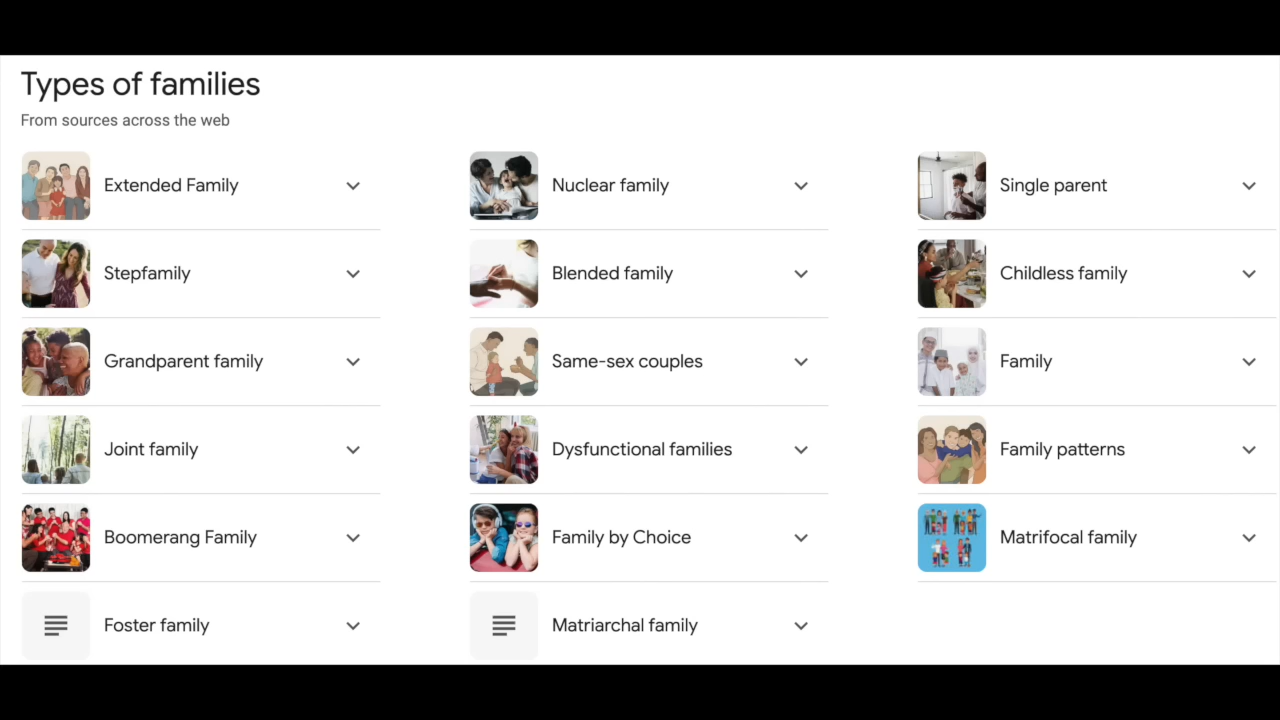 Types of families
From sources across the web
Extended Family
Nuclear family
Single parent
Stepfamily
Blended family
Childless family
Grandparent family
Same-sex couples
Family
Joint family
Dysfunctional families
Family patterns
Boomerang Family
Family by Choice
Matrifocal family
Foster family
Matriarchal family